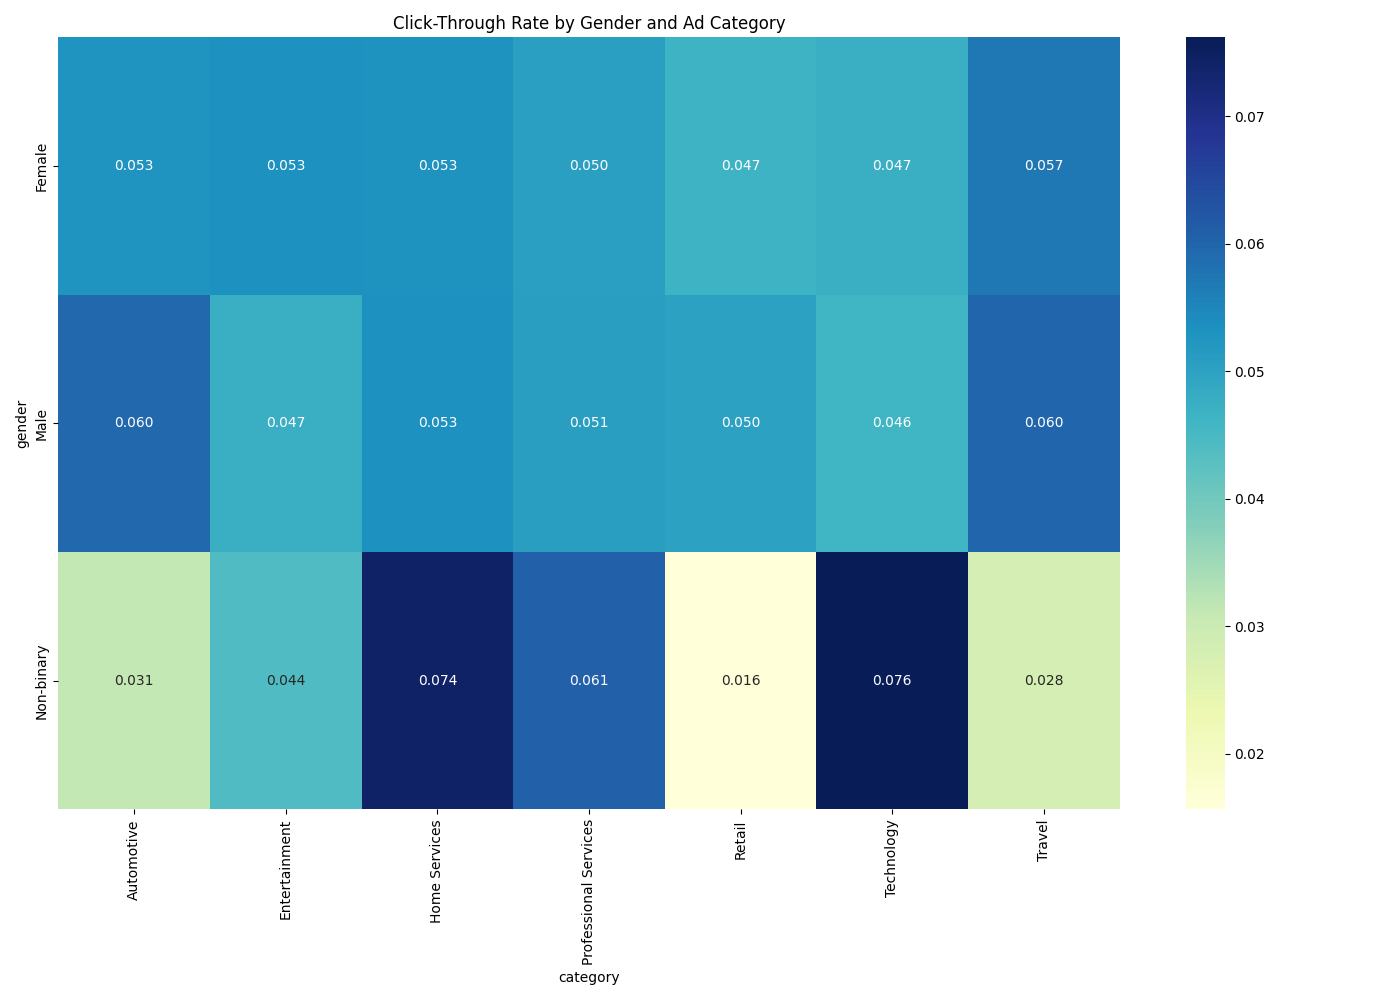 Click-Through Rate by Gender and Ad Category
gender
Female
0.053 0.053 0.053 0.050 0.047 0.047 0.057
Male
0.060 0.047 0.053 0.051 0.050 0.046 0.060
Non-binary
0.031 0.044 0.074 0.061 0.016 0.076 0.028
Automotive
Entertainment
Home Services
Professional Services
Retail
Technology
Travel
category
0.07
0.06
0.05
0.04
0.03
0.02